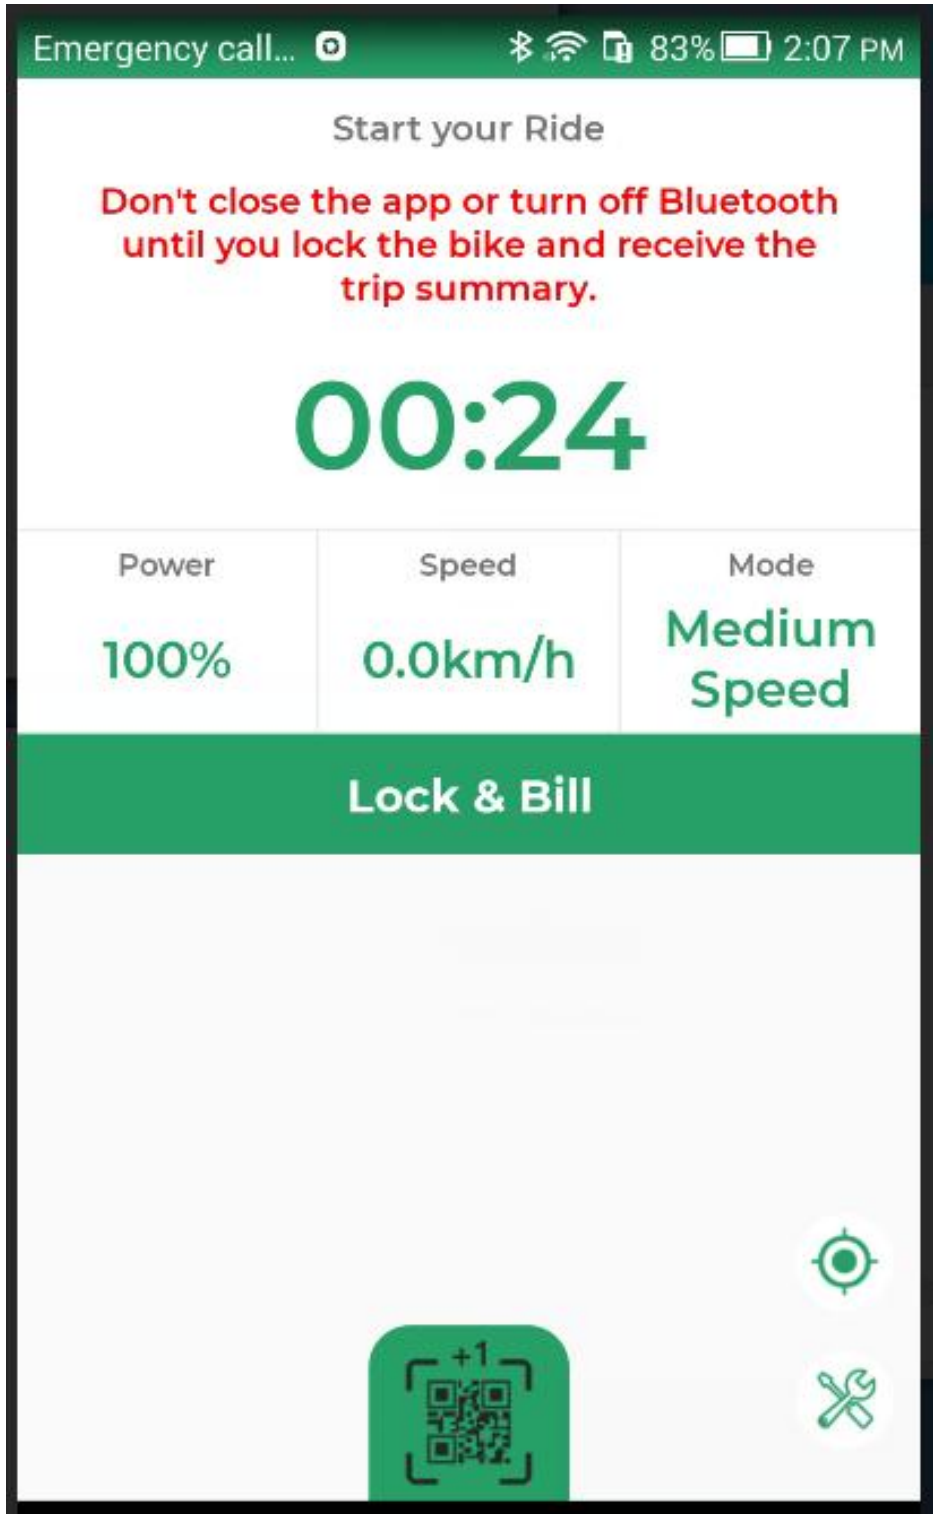 Emergency call... 83% 2:07 PM
Start your Ride
Don't close the app or turn off Bluetooth
until you lock the bike and receive the
trip summary.
00:24
Power Speed Mode
100% 0.0km/h Medium Speed
Lock & Bill
+1